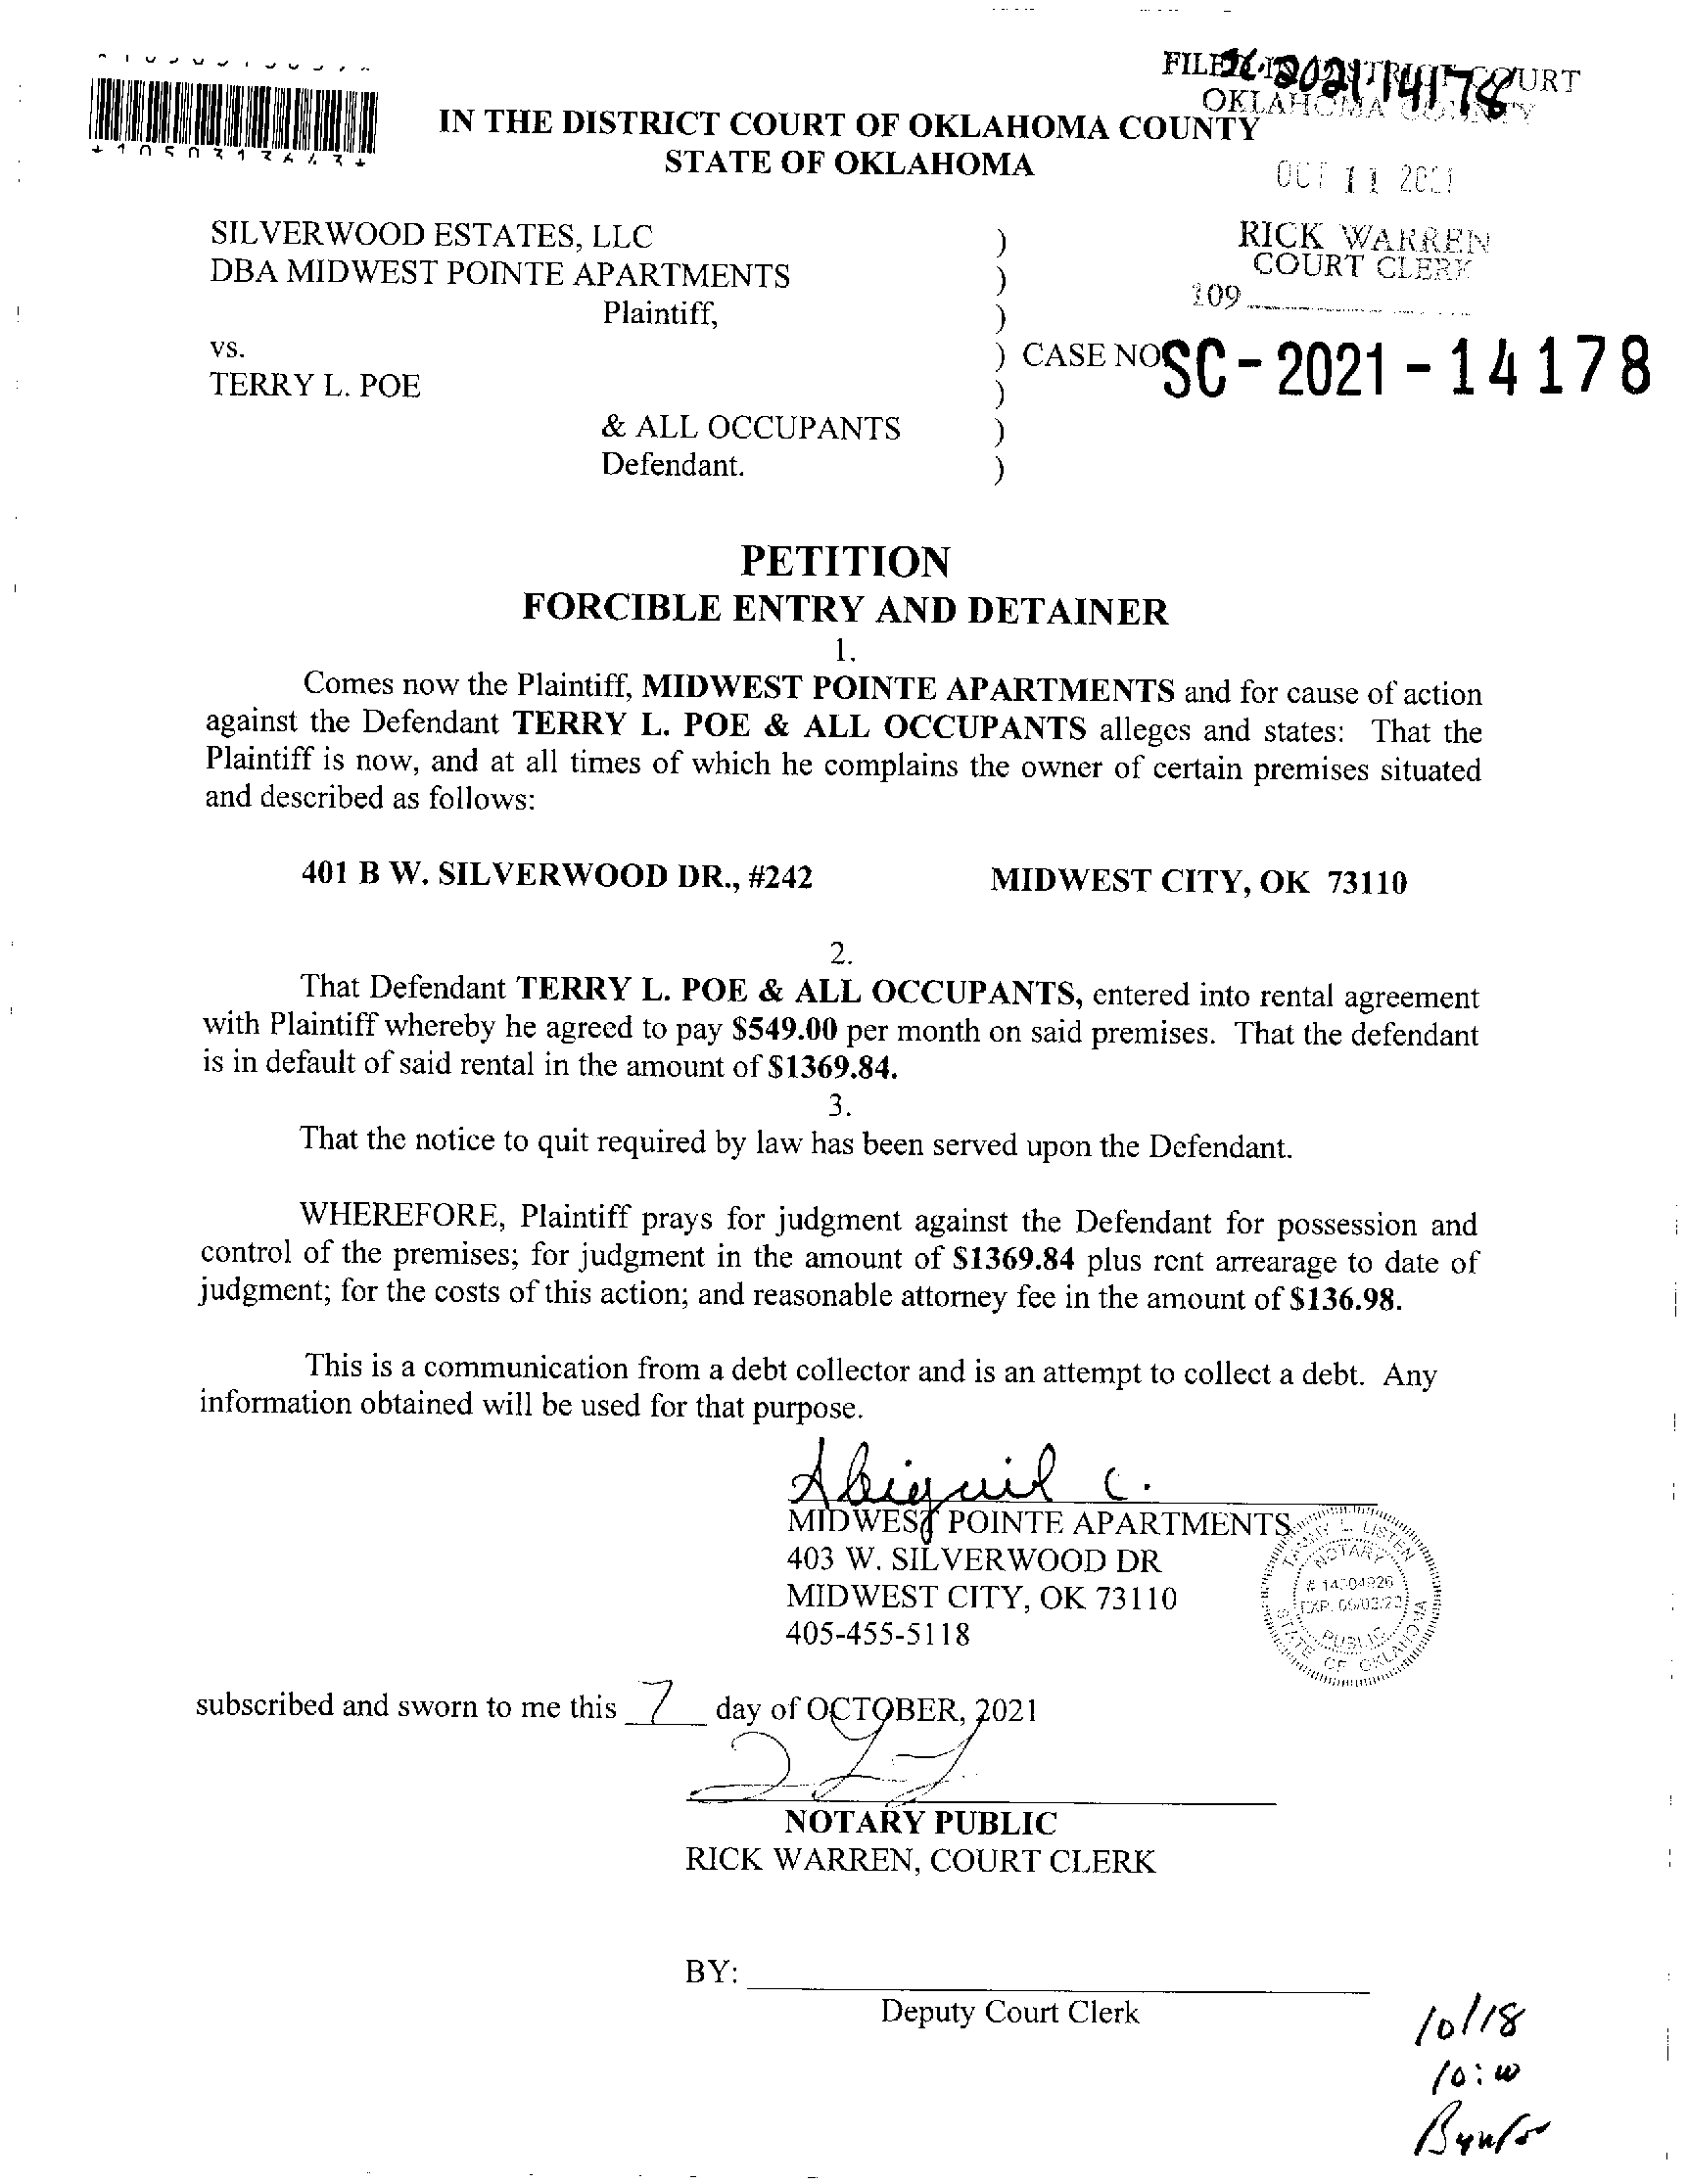 FILED IN DISTRICT COURT
OKLAHOMA COUNTY
SC-2021-14178
IN THE DISTRICT COURT OF OKLAHOMA COUNTY
STATE OF OKLAHOMA
OCT 11 2021
SILVERWOOD ESTATES, LLC )
RICK WARREN
DBA MIDWEST POINTE APARTMENTS )
COURT CLERK
Plaintiff, )
109
vs. ) CASE NO SC - 2021 - 14178
TERRY L. POE )
& ALL OCCUPANTS )
Defendant. )
PETITION
FORCIBLE ENTRY AND DETAINER
1.
Comes now the Plaintiff, MIDWEST POINTE APARTMENTS and for cause of action
against the Defendant TERRY L. POE & ALL OCCUPANTS alleges and states: That the
Plaintiff is now, and at all times of which he complains the owner of certain premises situated
and described as follows:
401 B W. SILVERWOOD DR., #242 MIDWEST CITY, OK 73110
2.
That Defendant TERRY L. POE & ALL OCCUPANTS, entered into rental agreement
with Plaintiff whereby he agreed to pay $549.00 per month on said premises. That the defendant
is in default of said rental in the amount of $1369.84.
3.
That the notice to quit required by law has been served upon the Defendant.
WHEREFORE, Plaintiff prays for judgment against the Defendant for possession and
control of the premises; for judgment in the amount of $1369.84 plus rent arrearage to date of
judgment; for the costs of this action; and reasonable attorney fee in the amount of $136.98.
This is a communication from a debt collector and is an attempt to collect a debt. Any
information obtained will be used for that purpose.
Abiguil C.
MIDWEST POINTE APARTMENTS
403 W. SILVERWOOD DR
MIDWEST CITY, OK 73110
405-455-5118
L. LISTEN
NOTARY
PUBLIC
STATE OF OKLAHOMA
subscribed and sworn to me this 7 day of OCTOBER, 2021
NOTARY PUBLIC
RICK WARREN, COURT CLERK
BY:
Deputy Court Clerk
10/18